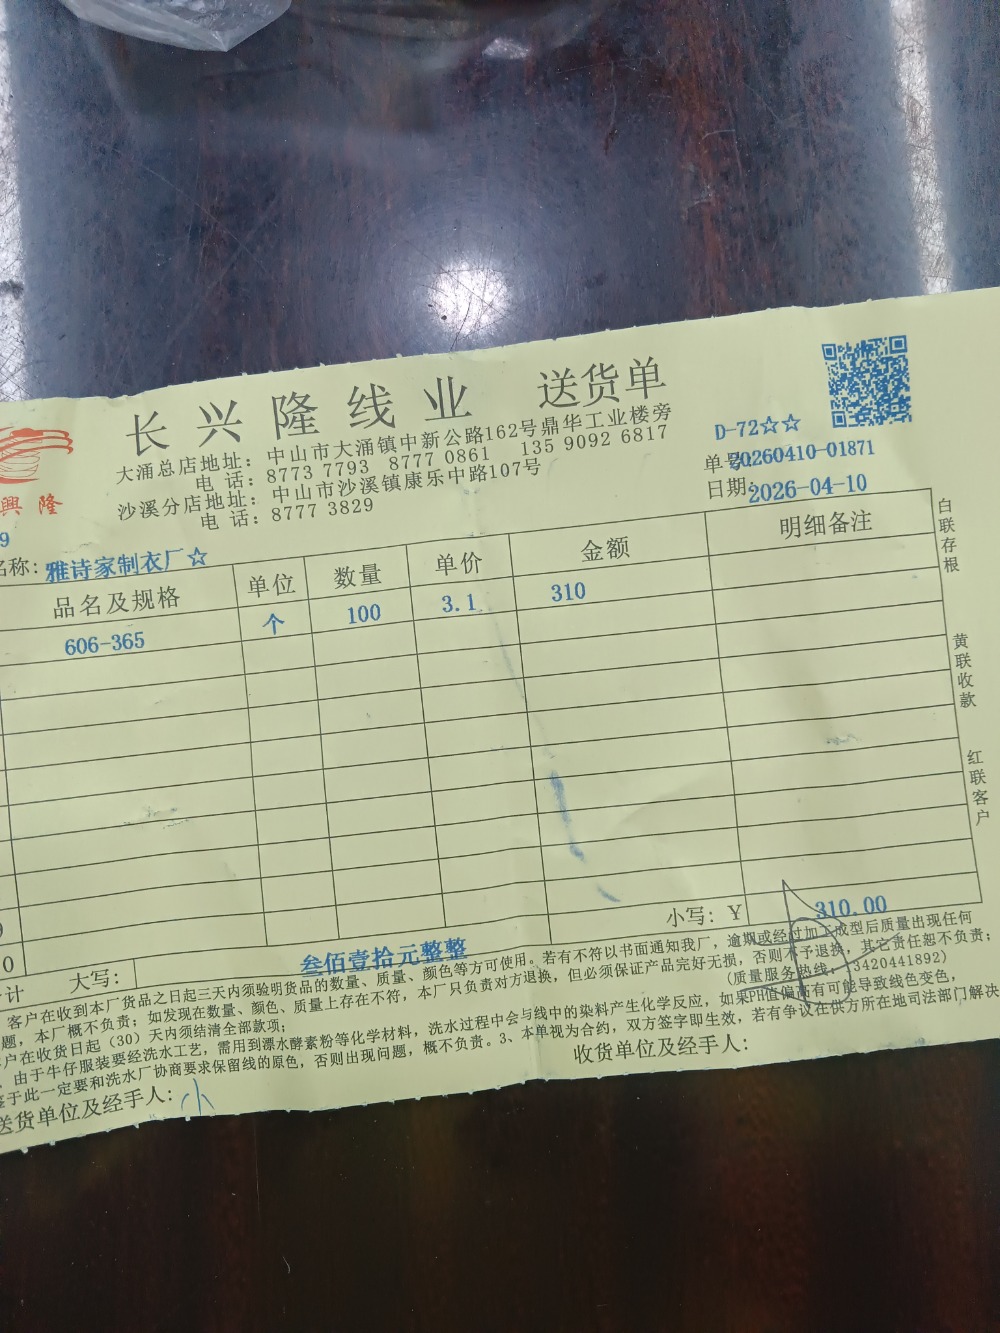 长兴隆线业 送货单
興隆
大涌总店地址：中山市大涌镇中新公路162号鼎华工业楼旁
电 话：8773 7793 8777 0861 135 9092 6817
沙溪分店地址：中山市沙溪镇康乐中路107号
电 话：8777 3829
D-72☆☆
单号20260410-01871
日期:2026-04-10
9
名称:雅诗家制衣厂☆
品名及规格 单位 数量 单价 金额 明细备注
606-365 个 100 3.1 310
白联存根
黄联收款
红联客户
小写：￥ 310.00
0
计 大写： 叁佰壹拾元整整
客户在收到本厂货品之日起三天内须验明货品的数量、质量、颜色等方可使用。若有不符以书面通知我厂，逾期或经过加工成型后质量出现任何
题，本厂概不负责；如发现在数量、颜色、质量上存在不符，本厂只负责对方退换，但必须保证产品完好无损，否则不予退换，其它责任恕不负责；
户在收货日起（30）天内须结清全部款项； （质量服务热线：13420441892）
由于牛仔服装要经洗水工艺，需用到漂水酵素粉等化学材料，洗水过程中会与线中的染料产生化学反应，如果PH值偏高有可能导致线色变色，
鉴于此一定要和洗水厂协商要求保留线的原色，否则出现问题，概不负责。3、本单视为合约，双方签字即生效，若有争议在供方所在地司法部门解决
送货单位及经手人：小 收货单位及经手人：